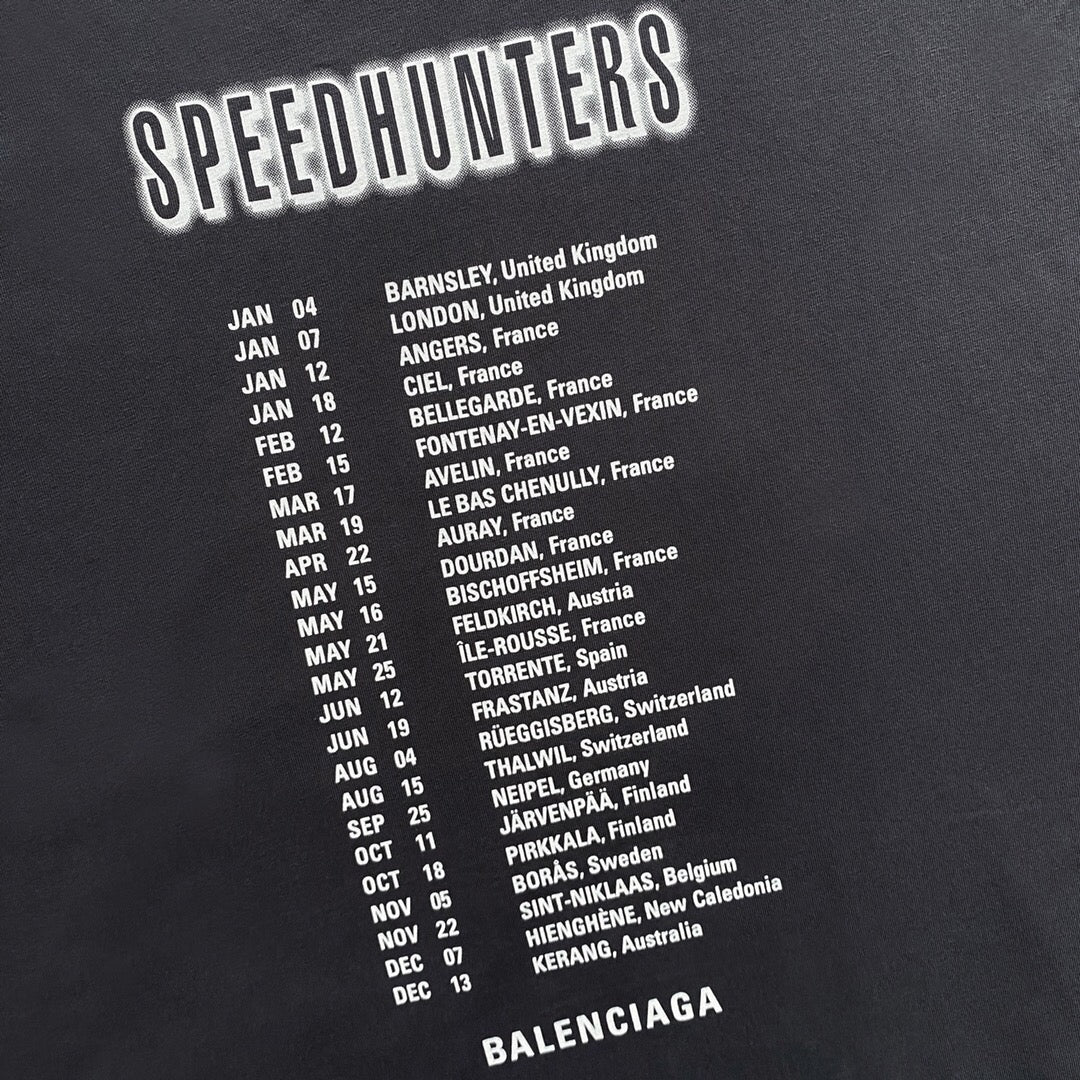 SPEEDHUNTERS
JAN 04 BARNSLEY, United Kingdom
JAN 07 LONDON, United Kingdom
JAN 12 ANGERS, France
JAN 18 CIEL, France
FEB 12 BELLEGARDE, France
FEB 15 FONTENAY-EN-VEXIN, France
MAR 17 AVELIN, France
MAR 19 LE BAS CHENULLY, France
APR 22 AURAY, France
MAY 15 DOURDAN, France
MAY 16 BISCHOFFSHEIM, France
MAY 21 FELDKIRCH, Austria
MAY 25 ÎLE-ROUSSE, France
JUN 12 TORRENTE, Spain
JUN 19 FRASTANZ, Austria
AUG 04 RÜEGGISBERG, Switzerland
AUG 15 THALWIL, Switzerland
SEP 25 NEIPEL, Germany
OCT 11 JÄRVENPÄÄ, Finland
OCT 18 PIRKKALA, Finland
NOV 05 BORÅS, Sweden
NOV 22 SINT-NIKLAAS, Belgium
DEC 07 HIENGHÈNE, New Caledonia
DEC 13 KERANG, Australia
BALENCIAGA